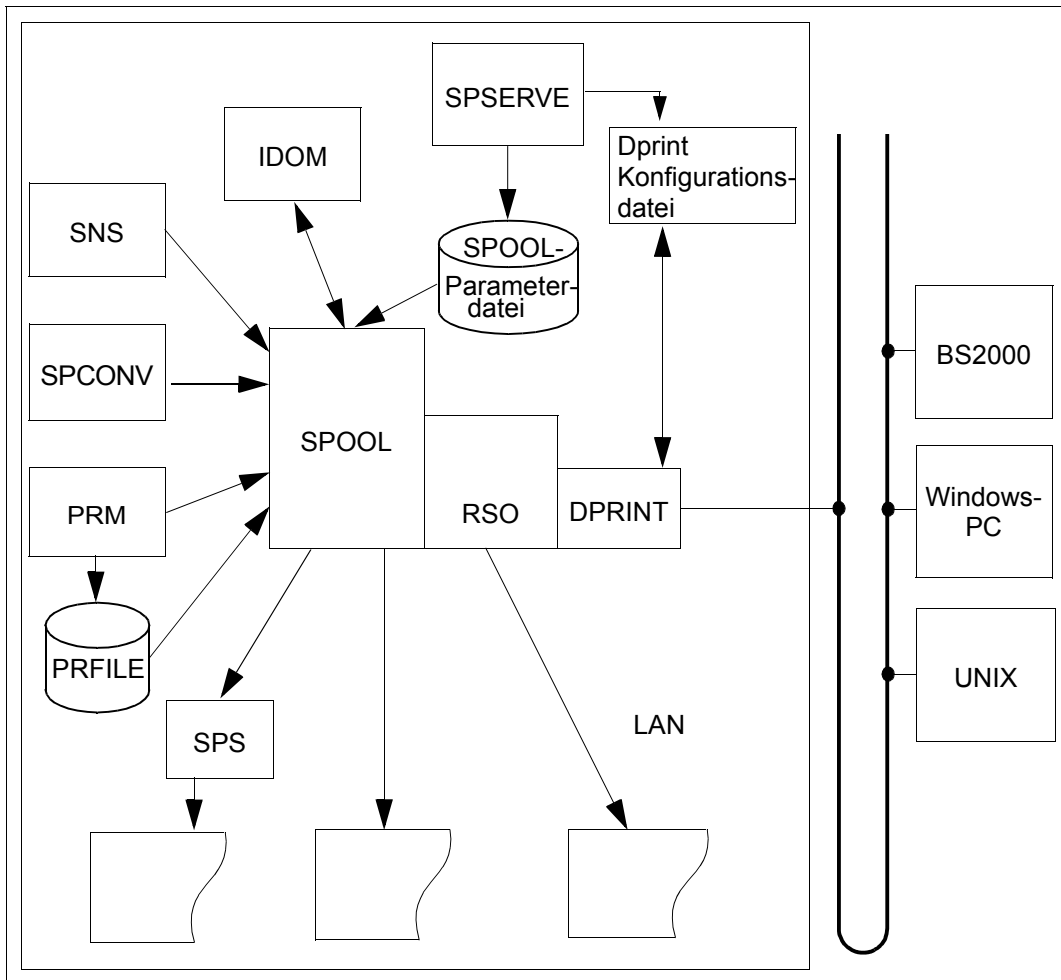 SPSERVE
IDOM
Dprint
Konfigurations-
datei
SNS
SPOOL-
Parameter-
datei
SPCONV
BS2000
SPOOL
PRM
RSO
DPRINT
Windows-
PC
PRFILE
UNIX
SPS
LAN